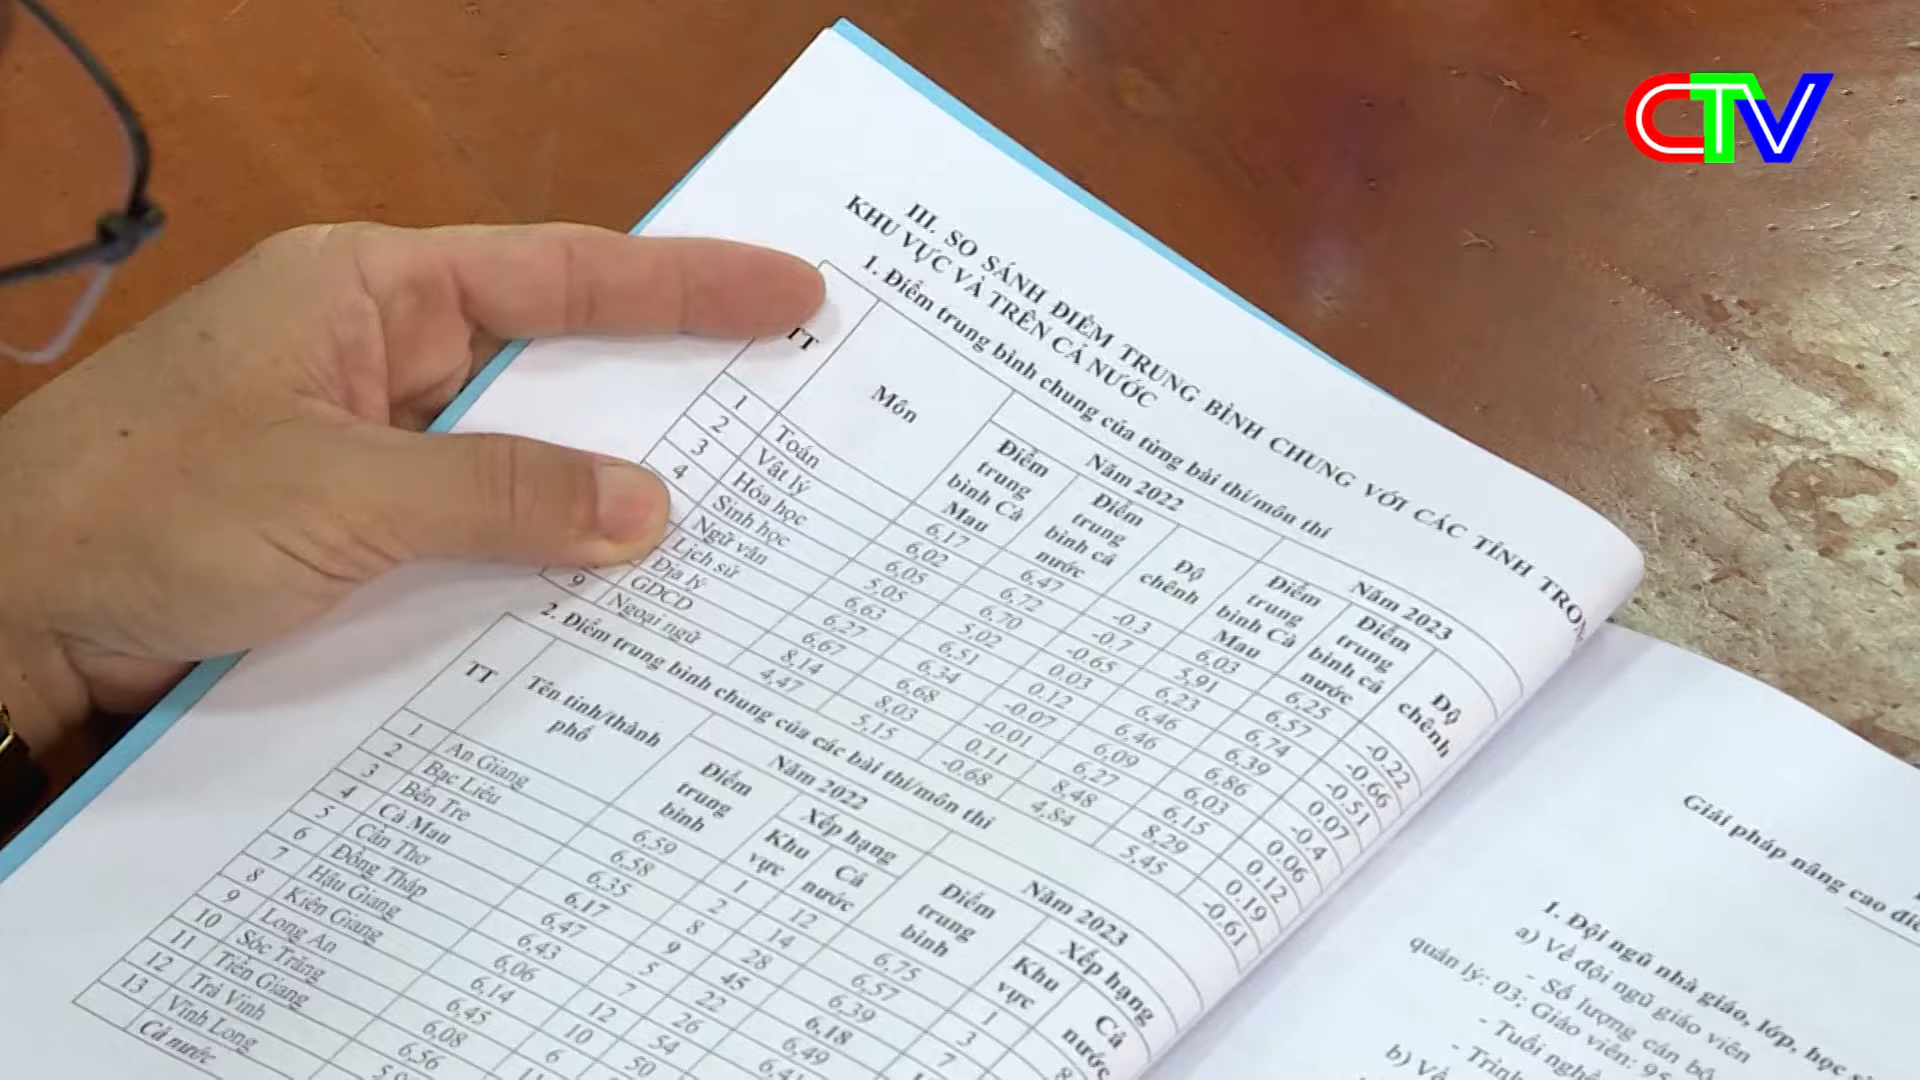 III. SO SÁNH ĐIỂM TRUNG BÌNH CHUNG VỚI CÁC TỈNH TRON
KHU VỰC VÀ TRÊN CẢ NƯỚC
1. Điểm trung bình chung của từng bài thi/môn thi
TT Môn Năm 2022 Năm 2023
Điểm trung bình Cà Mau Điểm trung bình cả nước Độ chênh Điểm trung bình Cà Mau Điểm trung bình cả nước Độ chênh
1 Toán 6,17 6,47 -0.3 6,03 6,25 -0.22
2 Vật lý 6,02 6,72 -0.7 5,91 6,57 -0.66
3 Hóa học 6,05 6,70 -0.65 6,23 6,74 -0.51
4 Sinh học 5,05 5,02 0.03 6,46 6,39 0.07
Ngữ văn 6,63 6,51 0.12 6,46 6,86 -0.4
Lịch sử 6,27 6,34 -0.07 6,09 6,03 0.06
Địa lý 6,67 6,68 -0.01 6,27 6,15 0.12
GDCD 8,14 8,03 0.11 8,48 8,29 0.19
9 Ngoại ngữ 4,47 5,15 -0.68 4,84 5,45 -0.61
2. Điểm trung bình chung của các bài thi/môn thi
TT Tên tỉnh/thành phố Năm 2022 Năm 2023
Điểm trung bình Xếp hạng Điểm trung bình Xếp hạng
Khu vực Cả nước Khu vực Cả nước
1 An Giang 6,59 1 12 6,75 1
2 Bạc Liêu 6,58 2 14 6,57 3
3 Bến Tre 6,35 8 28 6,39 7
4 Cà Mau 6,17 9 45 6,18
5 Cần Thơ 6,47 5 22 6,49
6 Đồng Tháp 6,43 7 26
7 Hậu Giang 6,06 12 54
8 Kiên Giang 6,14 10 50
9 Long An 6,45 6
10 Sóc Trăng 6,08
11 Tiền Giang 6,56
12 Trà Vinh
13 Vĩnh Long
Cả nước
Giải pháp nâng cao
I. Đội ngũ nhà giáo, lớp, học
a) Về đội ngũ giáo viên
- Số lượng cán bộ
quản lý: 03; Giáo viên: 95
- Tuổi nghề
b) Về
CTV